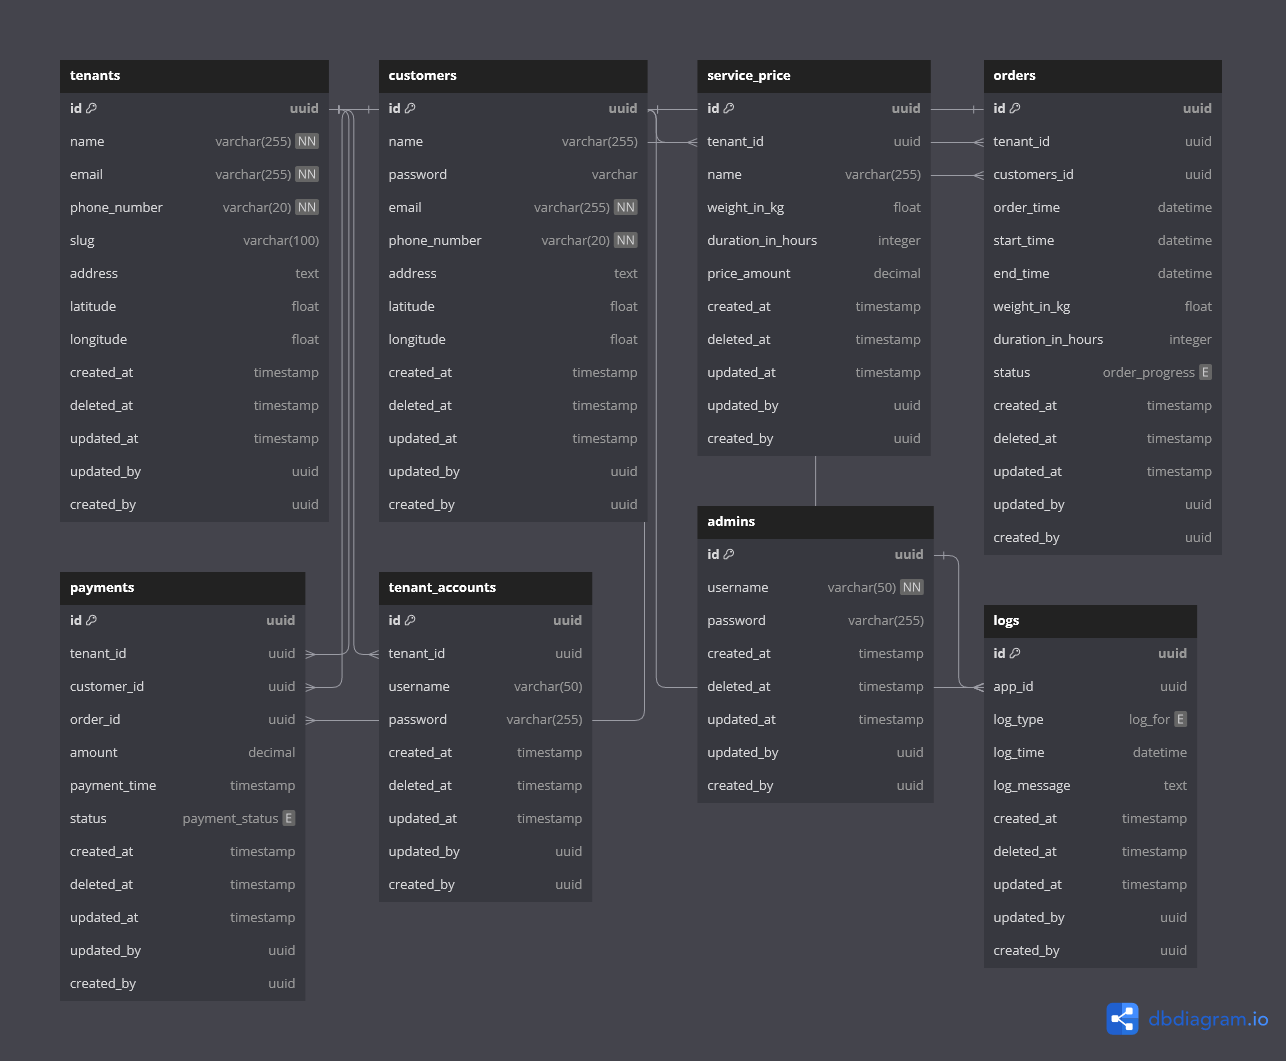 tenants
id uuid
name varchar(255) NN
email varchar(255) NN
phone_number varchar(20) NN
slug varchar(100)
address text
latitude float
longitude float
created_at timestamp
deleted_at timestamp
updated_at timestamp
updated_by uuid
created_by uuid
customers
id uuid
name varchar(255)
password varchar
email varchar(255) NN
phone_number varchar(20) NN
address text
latitude float
longitude float
created_at timestamp
deleted_at timestamp
updated_at timestamp
updated_by uuid
created_by uuid
service_price
id uuid
tenant_id uuid
name varchar(255)
weight_in_kg float
duration_in_hours integer
price_amount decimal
created_at timestamp
deleted_at timestamp
updated_at timestamp
updated_by uuid
created_by uuid
orders
id uuid
tenant_id uuid
customers_id uuid
order_time datetime
start_time datetime
end_time datetime
weight_in_kg float
duration_in_hours integer
status order_progress E
created_at timestamp
deleted_at timestamp
updated_at timestamp
updated_by uuid
created_by uuid
payments
id uuid
tenant_id uuid
customer_id uuid
order_id uuid
amount decimal
payment_time timestamp
status payment_status E
created_at timestamp
deleted_at timestamp
updated_at timestamp
updated_by uuid
created_by uuid
tenant_accounts
id uuid
tenant_id uuid
username varchar(50)
password varchar(255)
created_at timestamp
deleted_at timestamp
updated_at timestamp
updated_by uuid
created_by uuid
admins
id uuid
username varchar(50) NN
password varchar(255)
created_at timestamp
deleted_at timestamp
updated_at timestamp
updated_by uuid
created_by uuid
logs
id uuid
app_id uuid
log_type log_for E
log_time datetime
log_message text
created_at timestamp
deleted_at timestamp
updated_at timestamp
updated_by uuid
created_by uuid
dbdiagram.io